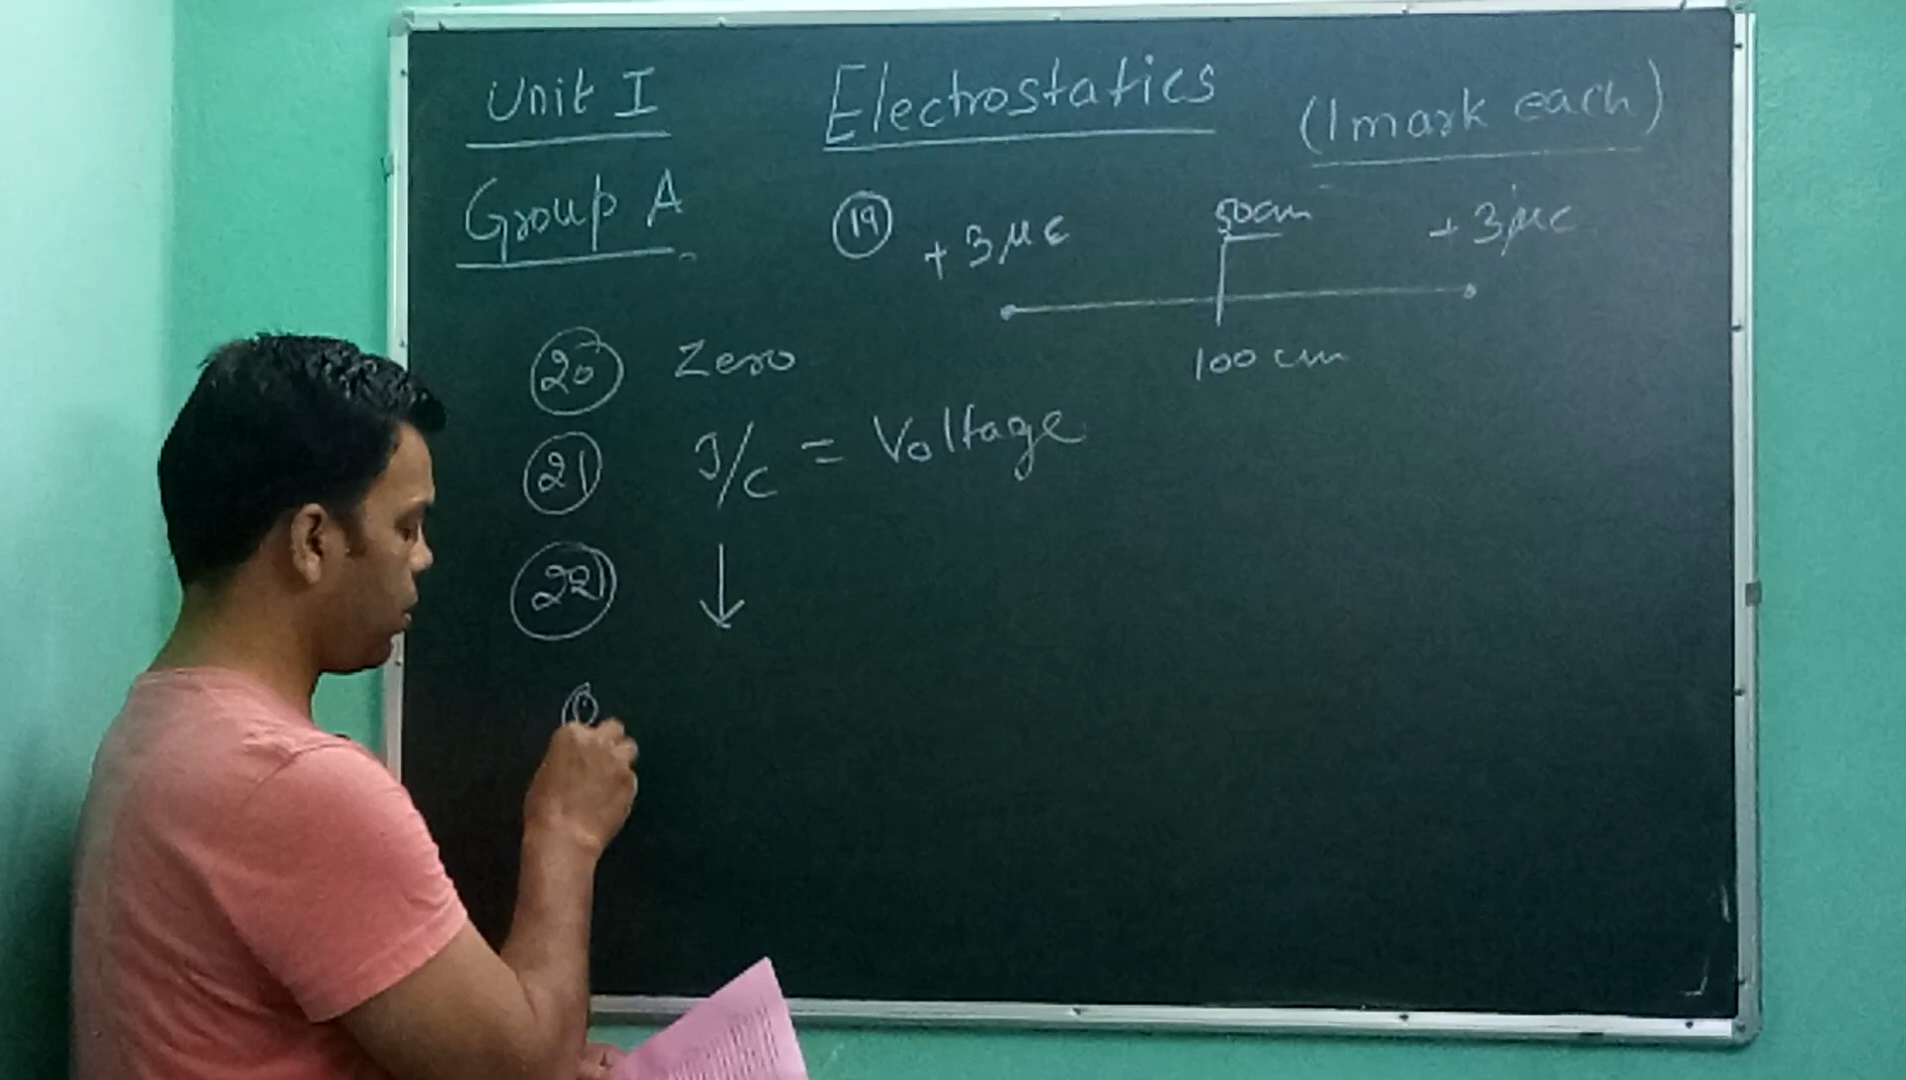 Unit I Electrostatics (1 mark each)
Group A
19 +3μc 50cm +3μc
100 cm
20 Zero
21 J/C = Voltage
22 ↓